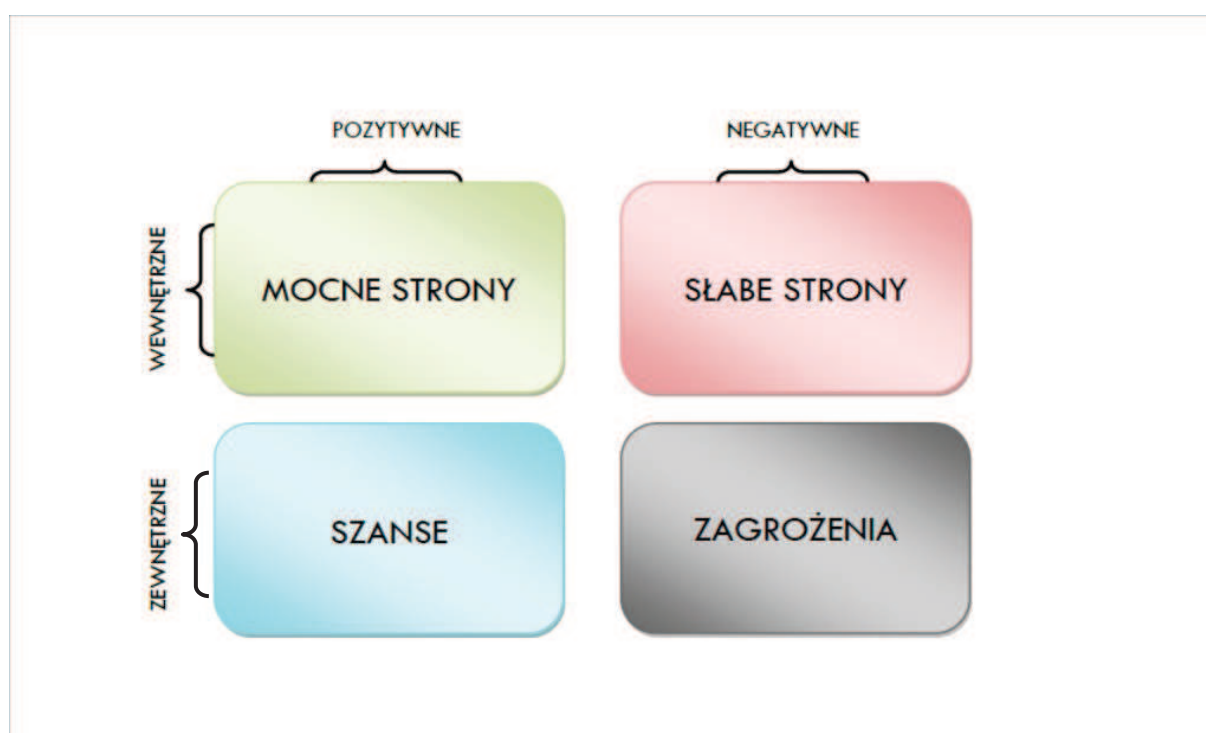 POZYTYWNE
NEGATYWNE
WEWNĘTRZNE
MOCNE STRONY
SŁABE STRONY
ZEWNĘTRZNE
SZANSE
ZAGROŻENIA